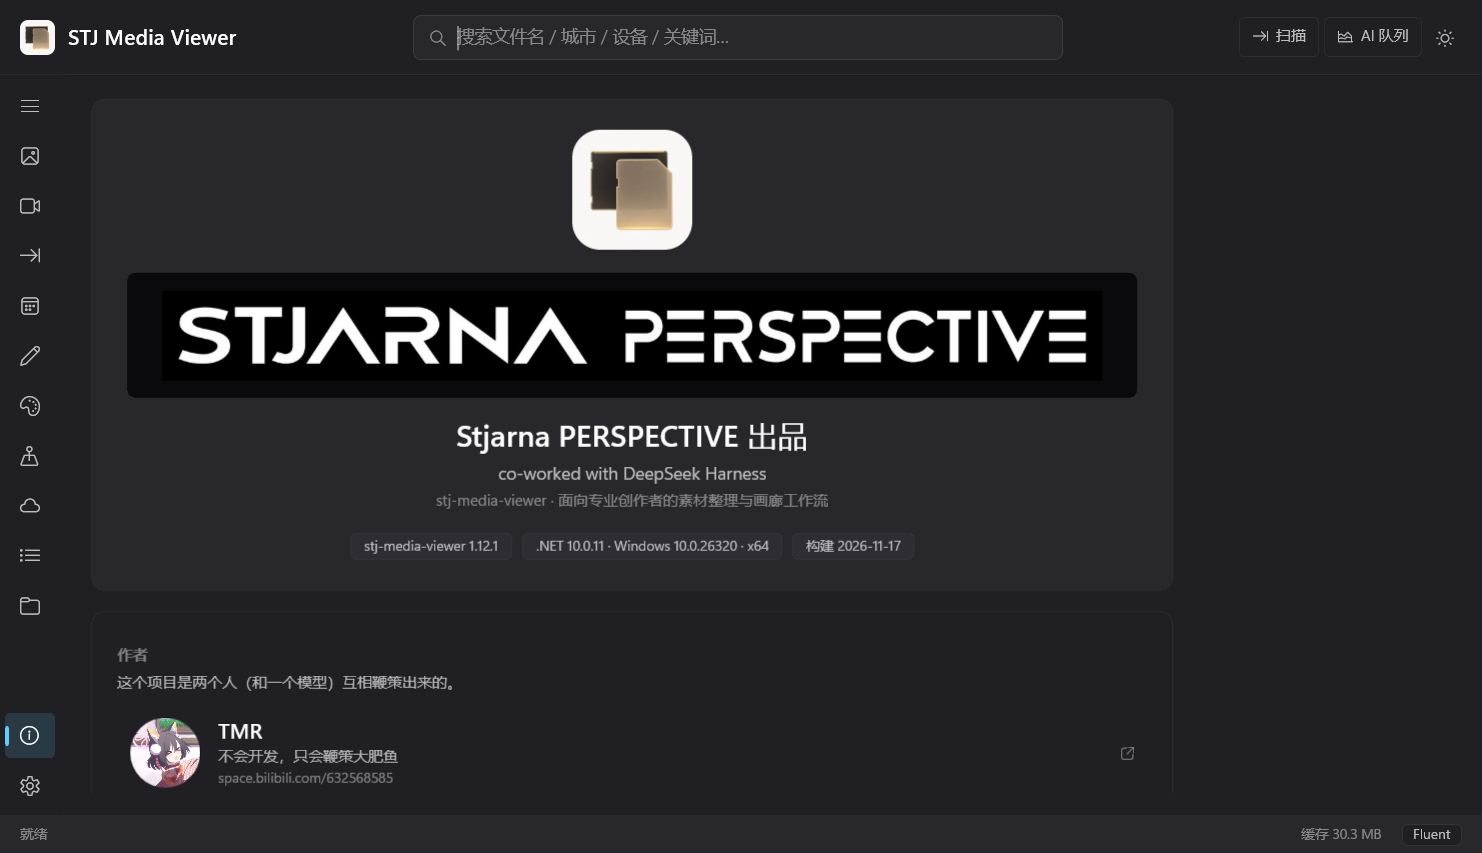 STJ Media Viewer
搜索文件名 / 城市 / 设备 / 关键词...
扫描
AI 队列
STJARNA PERSPECTIVE
Stjarna PERSPECTIVE 出品
co-worked with DeepSeek Harness
stj-media-viewer · 面向专业创作者的素材整理与画廊工作流
stj-media-viewer 1.12.1
.NET 10.0.11 · Windows 10.0.26320 · x64
构建 2026-11-17
作者
这个项目是两个人（和一个模型）互相鞭策出来的。
TMR
不会开发，只会鞭策大肥鱼
space.bilibili.com/632568585
就绪
缓存 30.3 MB
Fluent